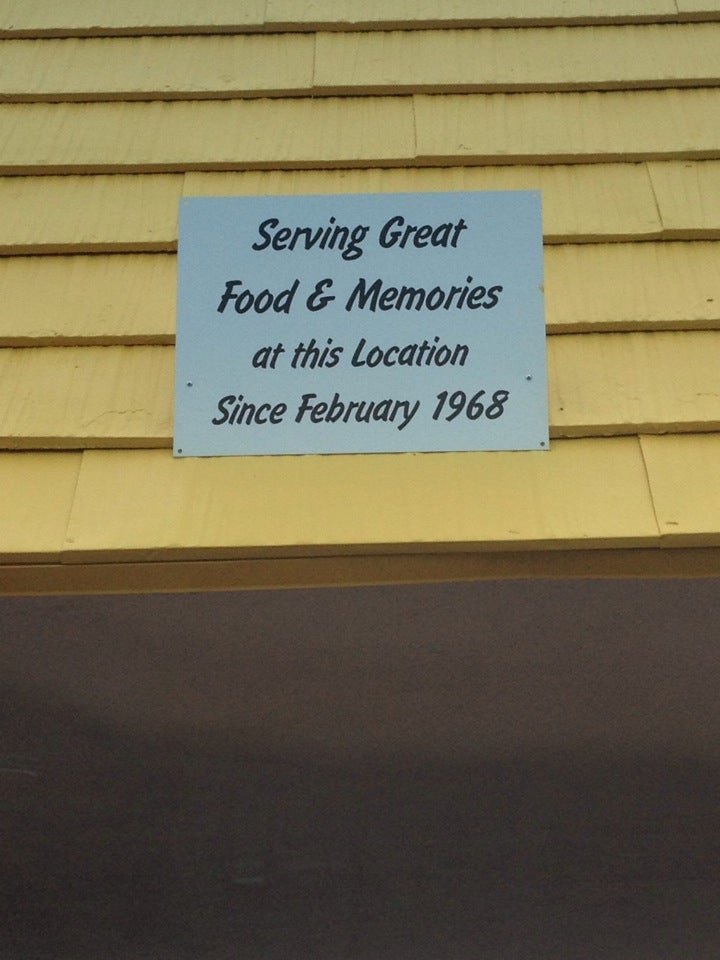 Serving Great
Food & Memories
at this Location
Since February 1968